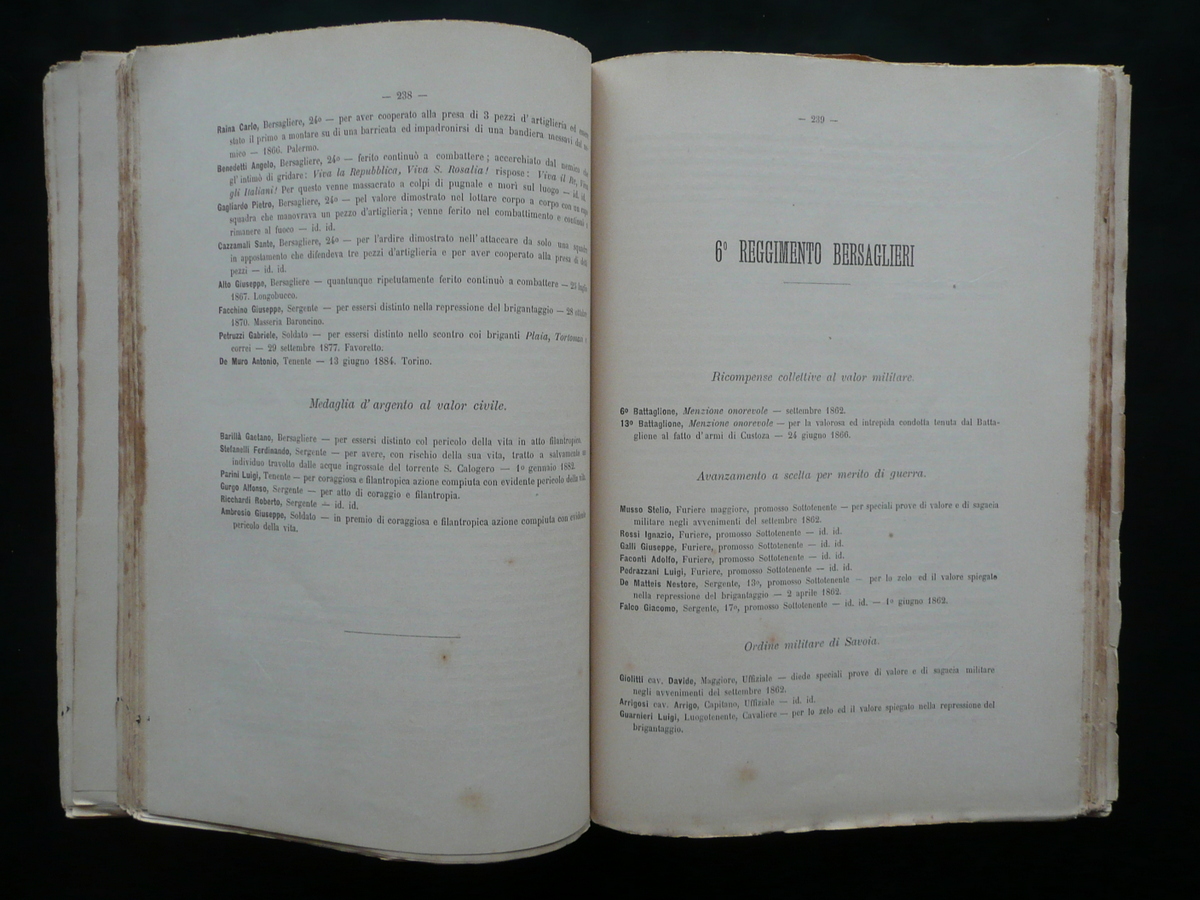 — 238 —
Raina Carlo, Bersagliere, 24º — per aver cooperato alla presa di 3 pezzi d'artiglieria ed
stato il primo a montare su di una barricata ed impadronirsi di una bandiera
mico — 1866. Palermo.
Benedetti Angelo, Bersagliere, 24º — ferito continuò a combattere; accerchiato dal
gl'intimò di gridare: Viva la Repubblica, Viva S. Rosalia! rispose: Viva il Re, Viva
gli Italiani! Per questo venne massacrato a colpi di pugnale e morì sul luogo — id. id.
Gagliardo Pietro, Bersagliere, 24º — pel valore dimostrato nel lottare corpo a corpo con
squadra che manovrava un pezzo d'artiglieria; venne ferito nel combattimento e
rimanere al fuoco — id. id.
Cazzamali Sante, Bersagliere, 24º — per l'ardire dimostrato nell'attaccare da solo una squadra
in appostamento che difendeva tre pezzi d'artiglieria e per aver cooperato alla presa di
pezzi — id. id.
Alto Giuseppe, Bersagliere — quantunque ripetutamente ferito continuò a combattere — 25 luglio
1867. Longobucco.
Facchino Giuseppe, Sergente — per essersi distinto nella repressione del brigantaggio — 28 ottobre
1870. Masseria Baroncino.
Petruzzi Gabriele, Soldato — per essersi distinto nello scontro coi briganti Plaia,
correi — 29 settembre 1877. Favoretto.
De Muro Antonio, Tenente — 13 giugno 1884. Torino.
Medaglia d'argento al valor civile.
Barillà Gaetano, Bersagliere — per essersi distinto col pericolo della vita in atto filantropico.
Stefanelli Ferdinando, Sergente — per avere, con rischio della sua vita, tratto a salvamento
individuo travolto dalle acque ingrossate del torrente S. Calogero — 1º gennaio 1882.
Parini Luigi, Tenente — per coraggiosa e filantropica azione compiuta con evidente pericolo della vita.
Gurgo Alfonso, Sergente — per atto di coraggio e filantropia.
Ricchardi Roberto, Sergente — id. id.
Ambrosio Giuseppe, Soldato — in premio di coraggiosa e filantropica azione compiuta con evidente
pericolo della vita.
— 239 —
6º REGGIMENTO BERSAGLIERI
Ricompense collettive al valor militare.
6º Battaglione, Menzione onorevole — settembre 1862.
13º Battaglione, Menzione onorevole — per la valorosa ed intrepida condotta tenuta dal Batta-
glione al fatto d'armi di Custoza — 24 giugno 1866.
Avanzamento a scelta per merito di guerra.
Musso Stelio, Furiere maggiore, promosso Sottotenente — per speciali prove di valore e di sagacia
militare negli avvenimenti del settembre 1862.
Rossi Ignazio, Furiere, promosso Sottotenente — id. id.
Galli Giuseppe, Furiere, promosso Sottotenente — id. id.
Faconti Adolfo, Furiere, promosso Sottotenente — id. id.
Pedrazzani Luigi, Furiere, promosso Sottotenente — id. id.
De Matteis Nestore, Sergente, 13º, promosso Sottotenente — per lo zelo ed il valore spiegato
nella repressione del brigantaggio — 2 aprile 1862.
Falco Giacomo, Sergente, 17º, promosso Sottotenente — id. id. — 1º giugno 1862.
Ordine militare di Savoia.
Giolitti cav. Davide, Maggiore, Uffiziale — diede speciali prove di valore e di sagacia militare
negli avvenimenti del settembre 1862.
Arrigosi cav. Arrigo, Capitano, Uffiziale — id. id.
Guarnieri Luigi, Luogotenente, Cavaliere — per lo zelo ed il valore spiegato nella repressione del
brigantaggio.